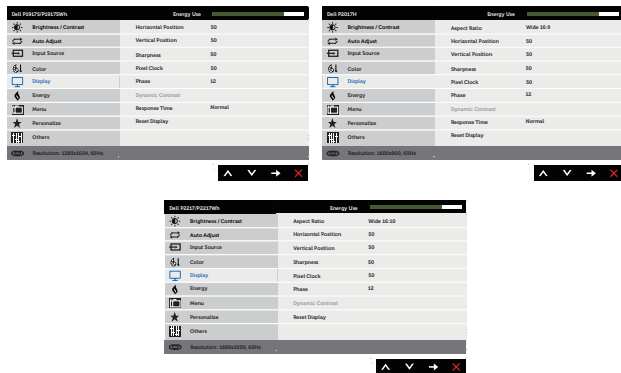 Dell P1917S/P1917SWh Energy Use
Brightness / Contrast Horizontal Position 50
Auto Adjust Vertical Position 50
Input Source Sharpness 50
Color Pixel Clock 50
Display Phase 12
Energy Dynamic Contrast
Menu Response Time Normal
Personalize Reset Display
Others
Resolution: 1280x1024, 60Hz
Dell P2017H Energy Use
Brightness / Contrast Aspect Ratio Wide 16:9
Auto Adjust Horizontal Position 50
Input Source Vertical Position 50
Color Sharpness 50
Display Pixel Clock 50
Energy Phase 12
Menu Dynamic Contrast
Personalize Response Time Normal
Others Reset Display
Resolution: 1600x900, 60Hz
Dell P2217/P2217Wh Energy Use
Brightness / Contrast Aspect Ratio Wide 16:10
Auto Adjust Horizontal Position 50
Input Source Vertical Position 50
Color Sharpness 50
Display Pixel Clock 50
Energy Phase 12
Menu Dynamic Contrast
Personalize Reset Display
Others
Resolution: 1680x1050, 60Hz